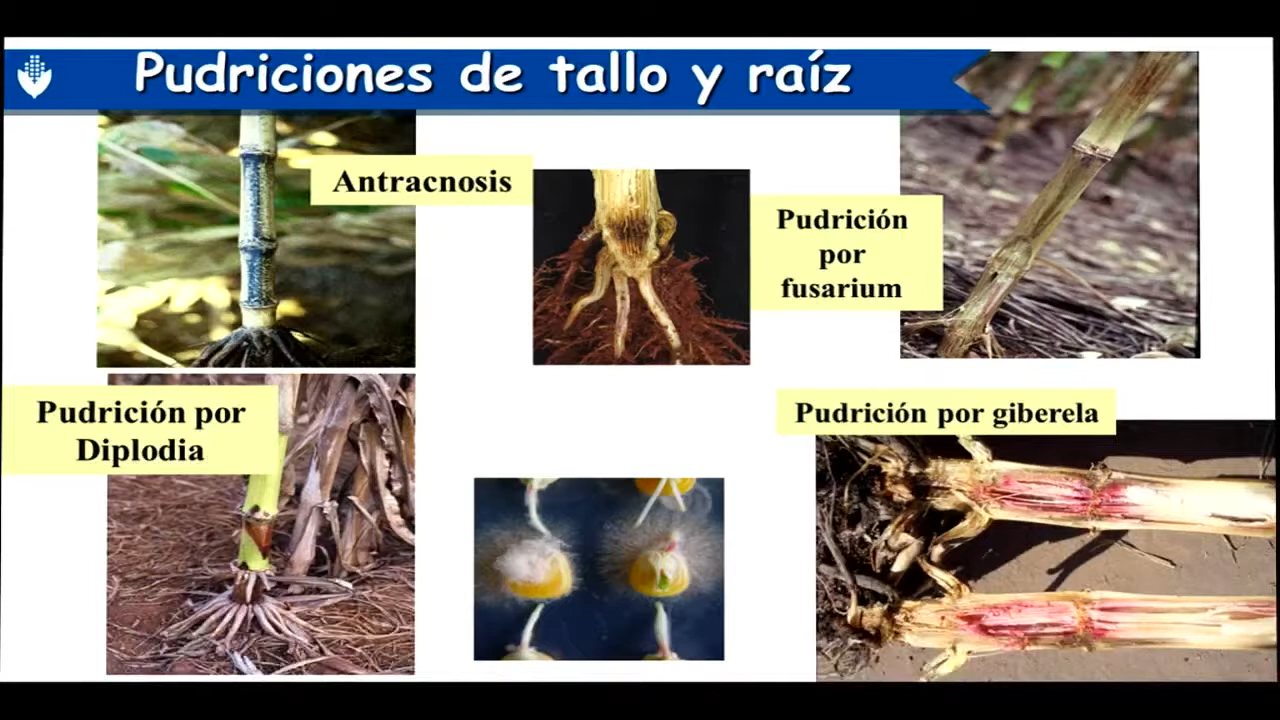 Pudriciones de tallo y raíz
Antracnosis
Pudrición
por
fusarium
Pudrición por
Diplodia
Pudrición por giberela